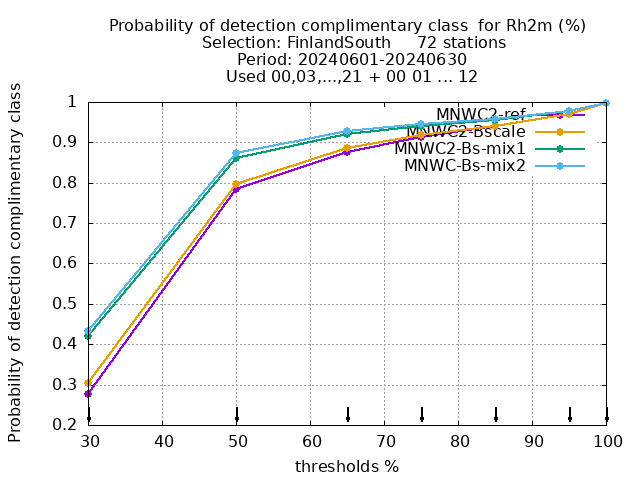 Probability of detection complimentary class  for Rh2m (%)
Selection: FinlandSouth     72 stations
Period: 20240601-20240630
Used 00,03,...,21 + 00 01 ... 12
Probability of detection complimentary class
1
0.9
0.8
0.7
0.6
0.5
0.4
0.3
0.2
MNWC2-ref
MNWC2-Bscale
MNWC2-Bs-mix1
MNWC-Bs-mix2
30 40 50 60 70 80 90 100
thresholds %